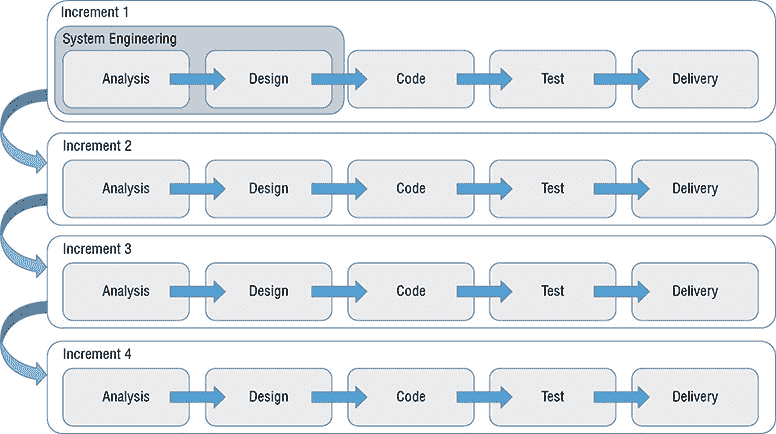 Increment 1
System Engineering
Analysis Design Code Test Delivery
Increment 2
Analysis Design Code Test Delivery
Increment 3
Analysis Design Code Test Delivery
Increment 4
Analysis Design Code Test Delivery